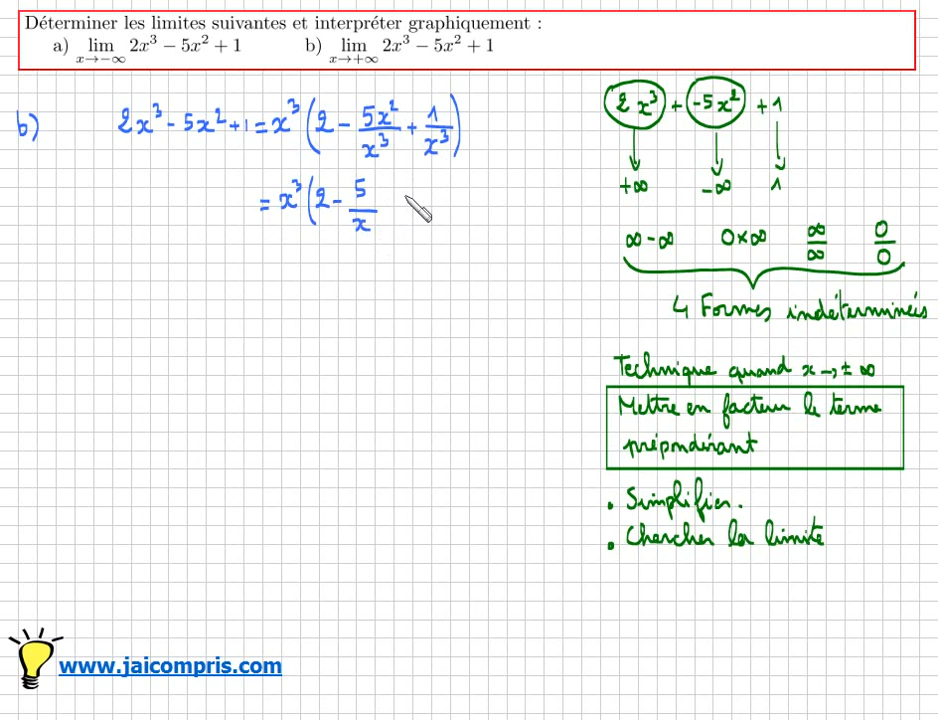 Déterminer les limites suivantes et interpréter graphiquement :
a) lim x→−∞ 2x³ − 5x² + 1 b) lim x→+∞ 2x³ − 5x² + 1
b) 2x³ - 5x² + 1 = x³ (2 - 5x²/x³ + 1/x³)
= x³ (2 - 5/x
2x³ + -5x² + 1
+∞ -∞ 1
∞ - ∞ 0×∞ ∞/∞ 0/0
4 Formes indéterminées
Technique quand x → ± ∞
Mettre en facteur le terme
prépondérant
• Simplifier.
• Chercher la limite
www.jaicompris.com